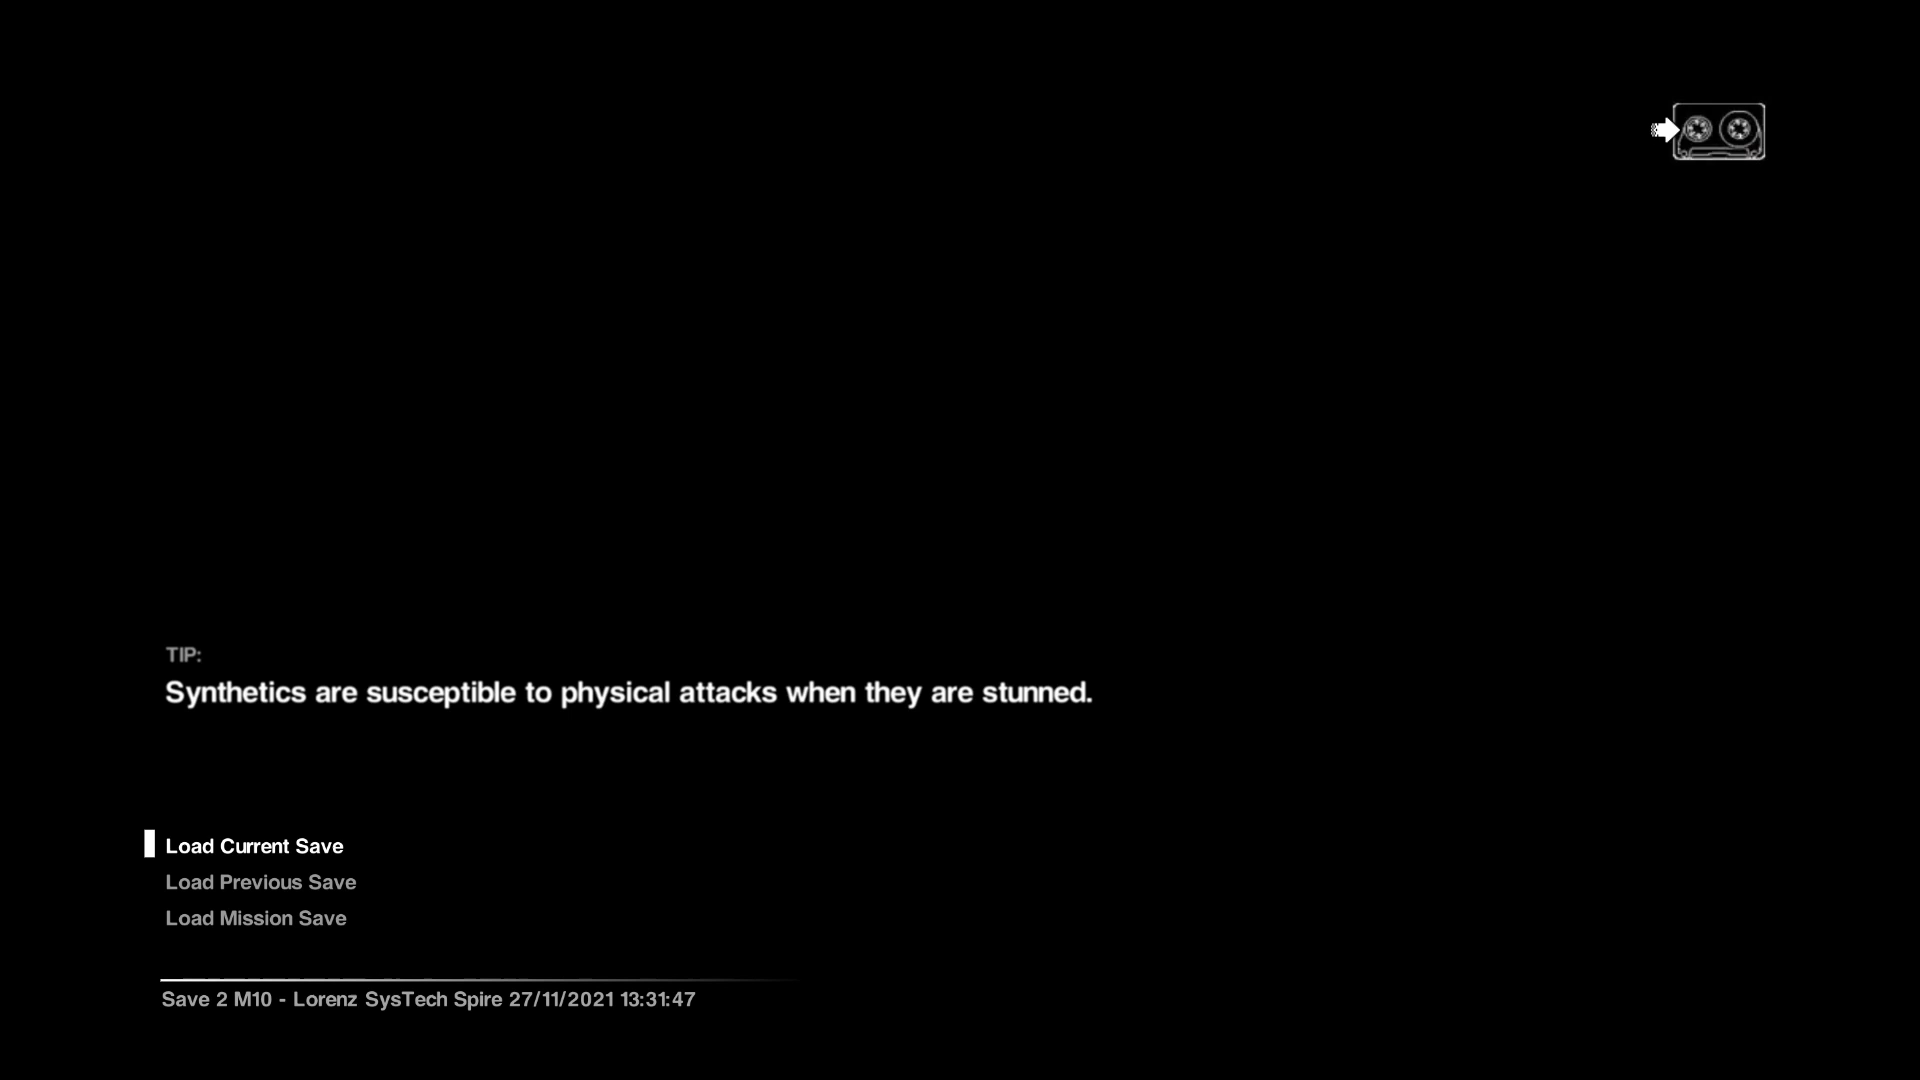 TIP:
Synthetics are susceptible to physical attacks when they are stunned.
Load Current Save
Load Previous Save
Load Mission Save
Save 2 M10 - Lorenz SysTech Spire 27/11/2021 13:31:47